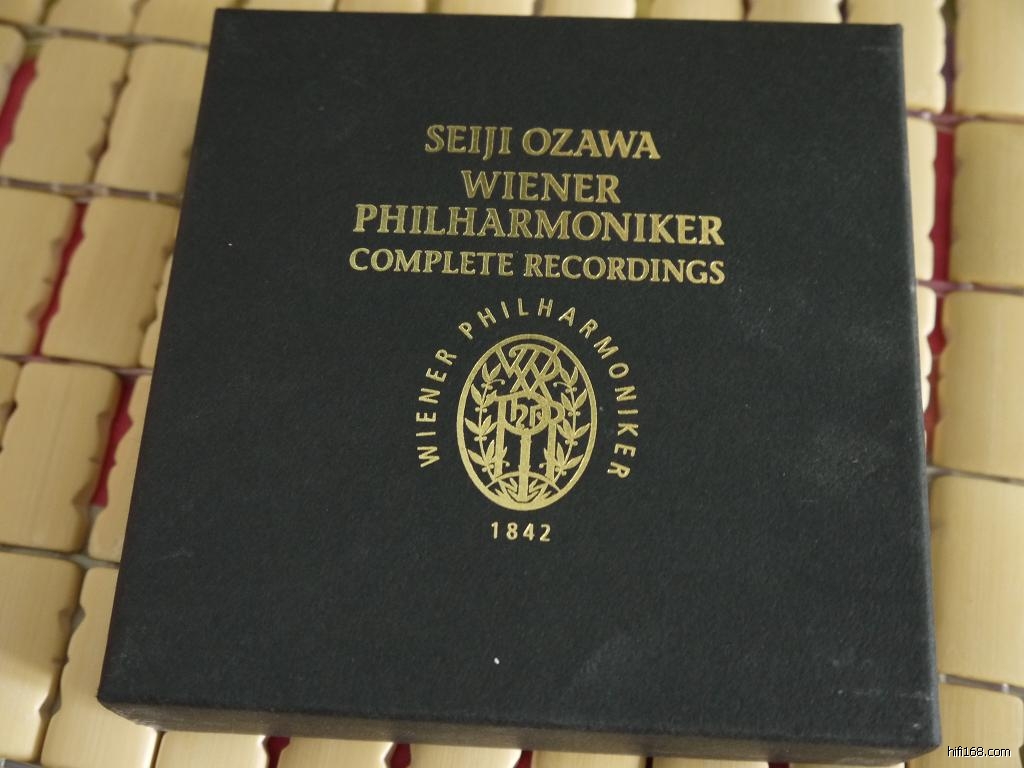 SEIJI OZAWA
WIENER
PHILHARMONIKER
COMPLETE RECORDINGS
WIENER PHILHARMONIKER
1842
hifi168.com